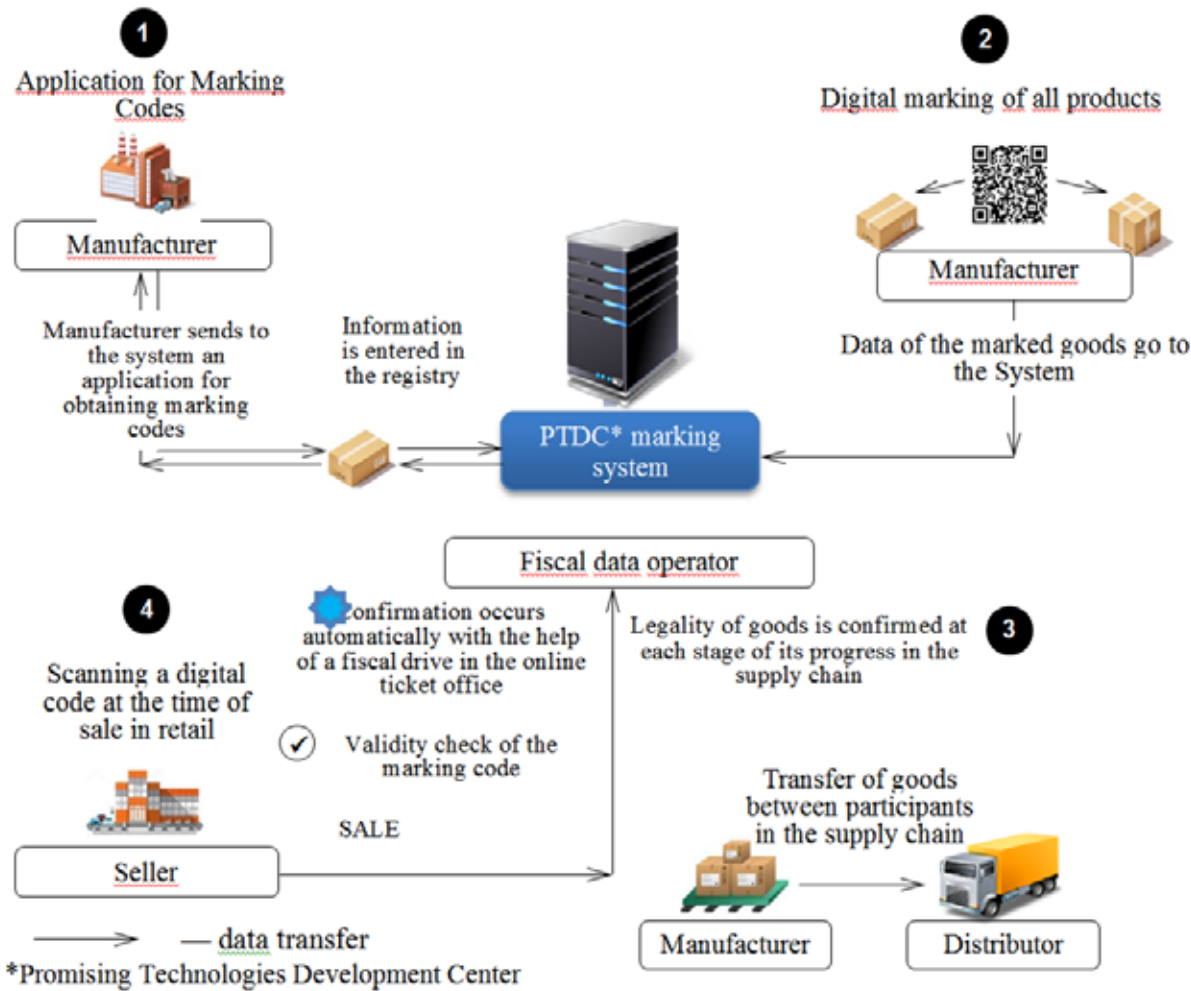 1
Application for Marking
Codes
Manufacturer
Manufacturer sends to
the system an
application for
obtaining marking
codes
Information
is entered in
the registry
PTDC* marking
system
2
Digital marking of all products
Manufacturer
Data of the marked goods go to
the System
Fiscal data operator
4
Scanning a digital
code at the time of
sale in retail
Seller
onfirmation occurs
automatically with the help
of a fiscal drive in the online
ticket office
Validity check of the
marking code
SALE
Legality of goods is confirmed at
each stage of its progress in the
supply chain
3
Transfer of goods
between participants
in the supply chain
Manufacturer
Distributor
— data transfer
*Promising Technologies Development Center